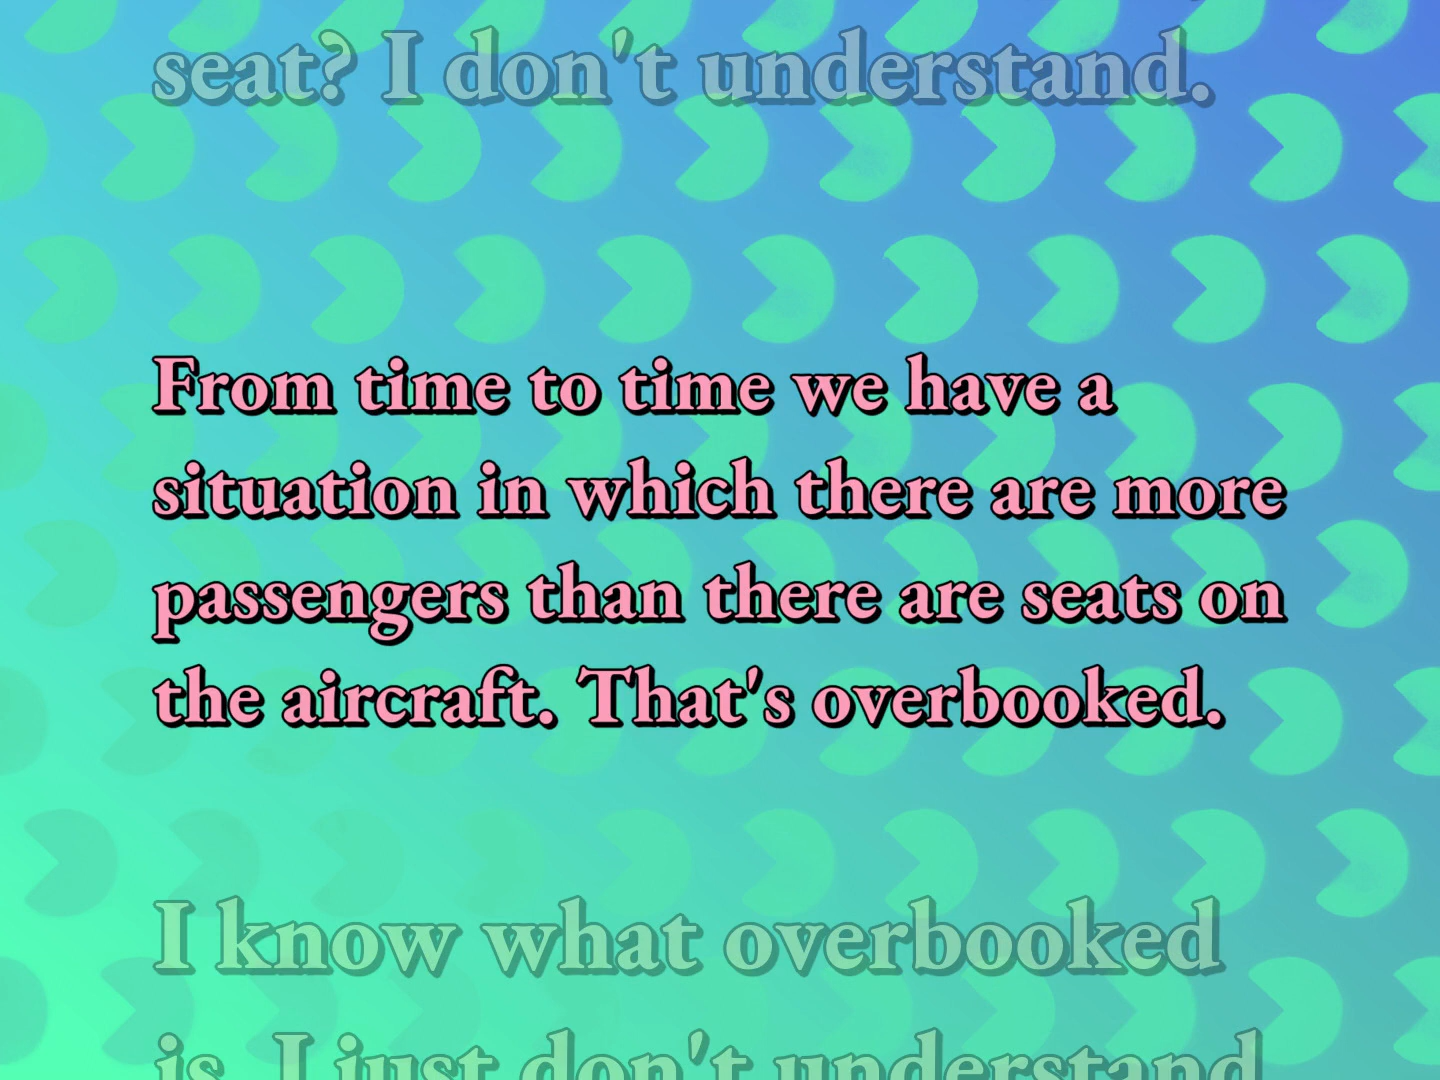 seat? I don't understand.
From time to time we have a
situation in which there are more
passengers than there are seats on
the aircraft. That's overbooked.
I know what overbooked
is. I just don't understand